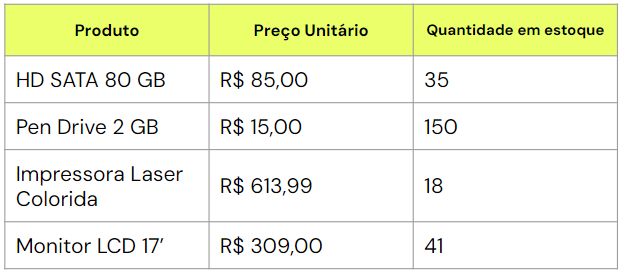 Produto Preço Unitário Quantidade em estoque
HD SATA 80 GB R$ 85,00 35
Pen Drive 2 GB R$ 15,00 150
Impressora Laser
Colorida R$ 613,99 18
Monitor LCD 17’ R$ 309,00 41